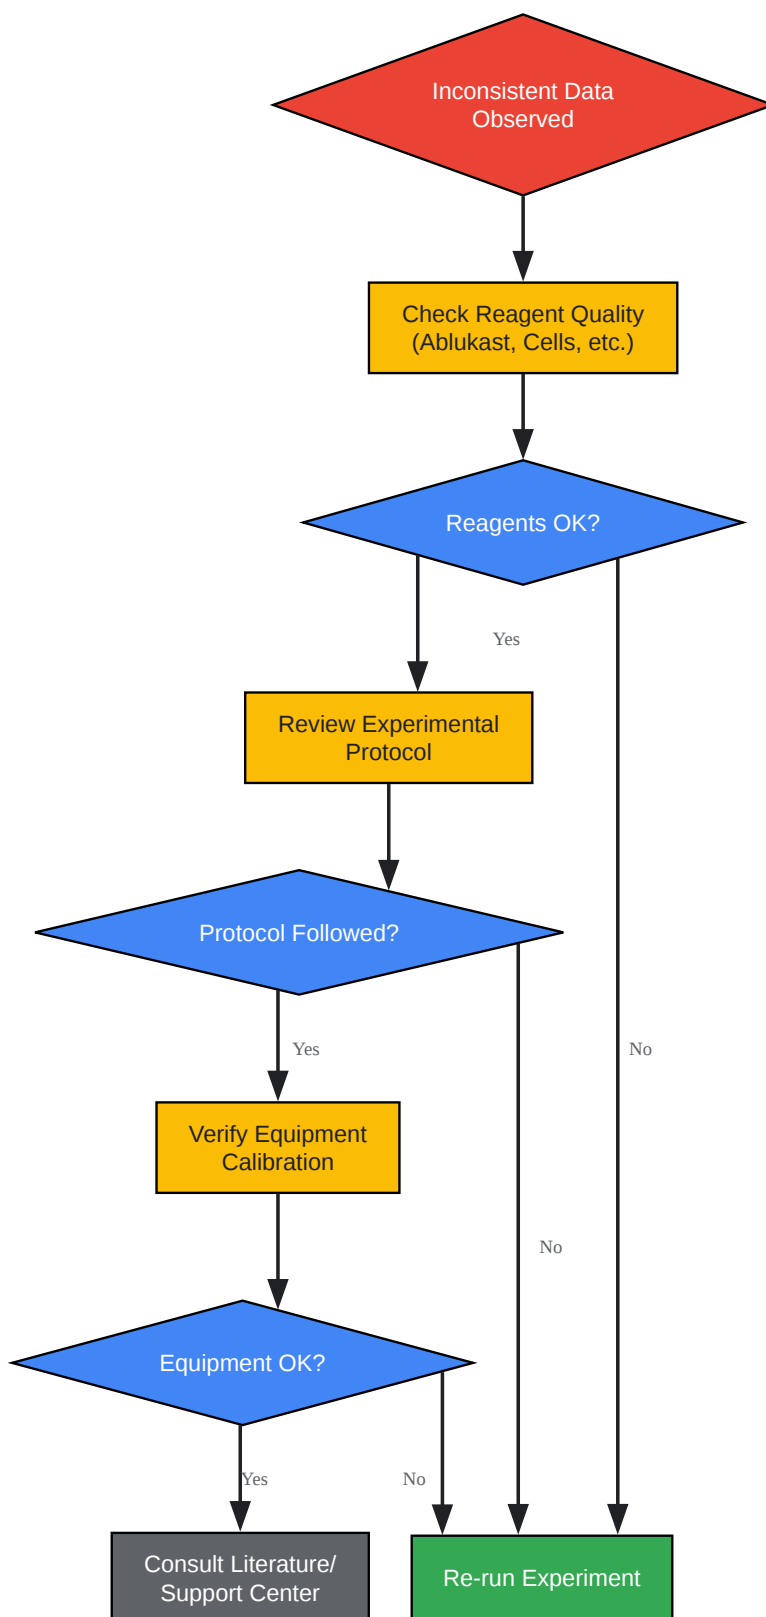 Inconsistent Data
Observed
Check Reagent Quality
(Ablukast, Cells, etc.)
Reagents OK?
Yes
Review Experimental
Protocol
Protocol Followed?
Yes
No
Verify Equipment
Calibration
No
Equipment OK?
Yes
No
Consult Literature/
Support Center
Re-run Experiment